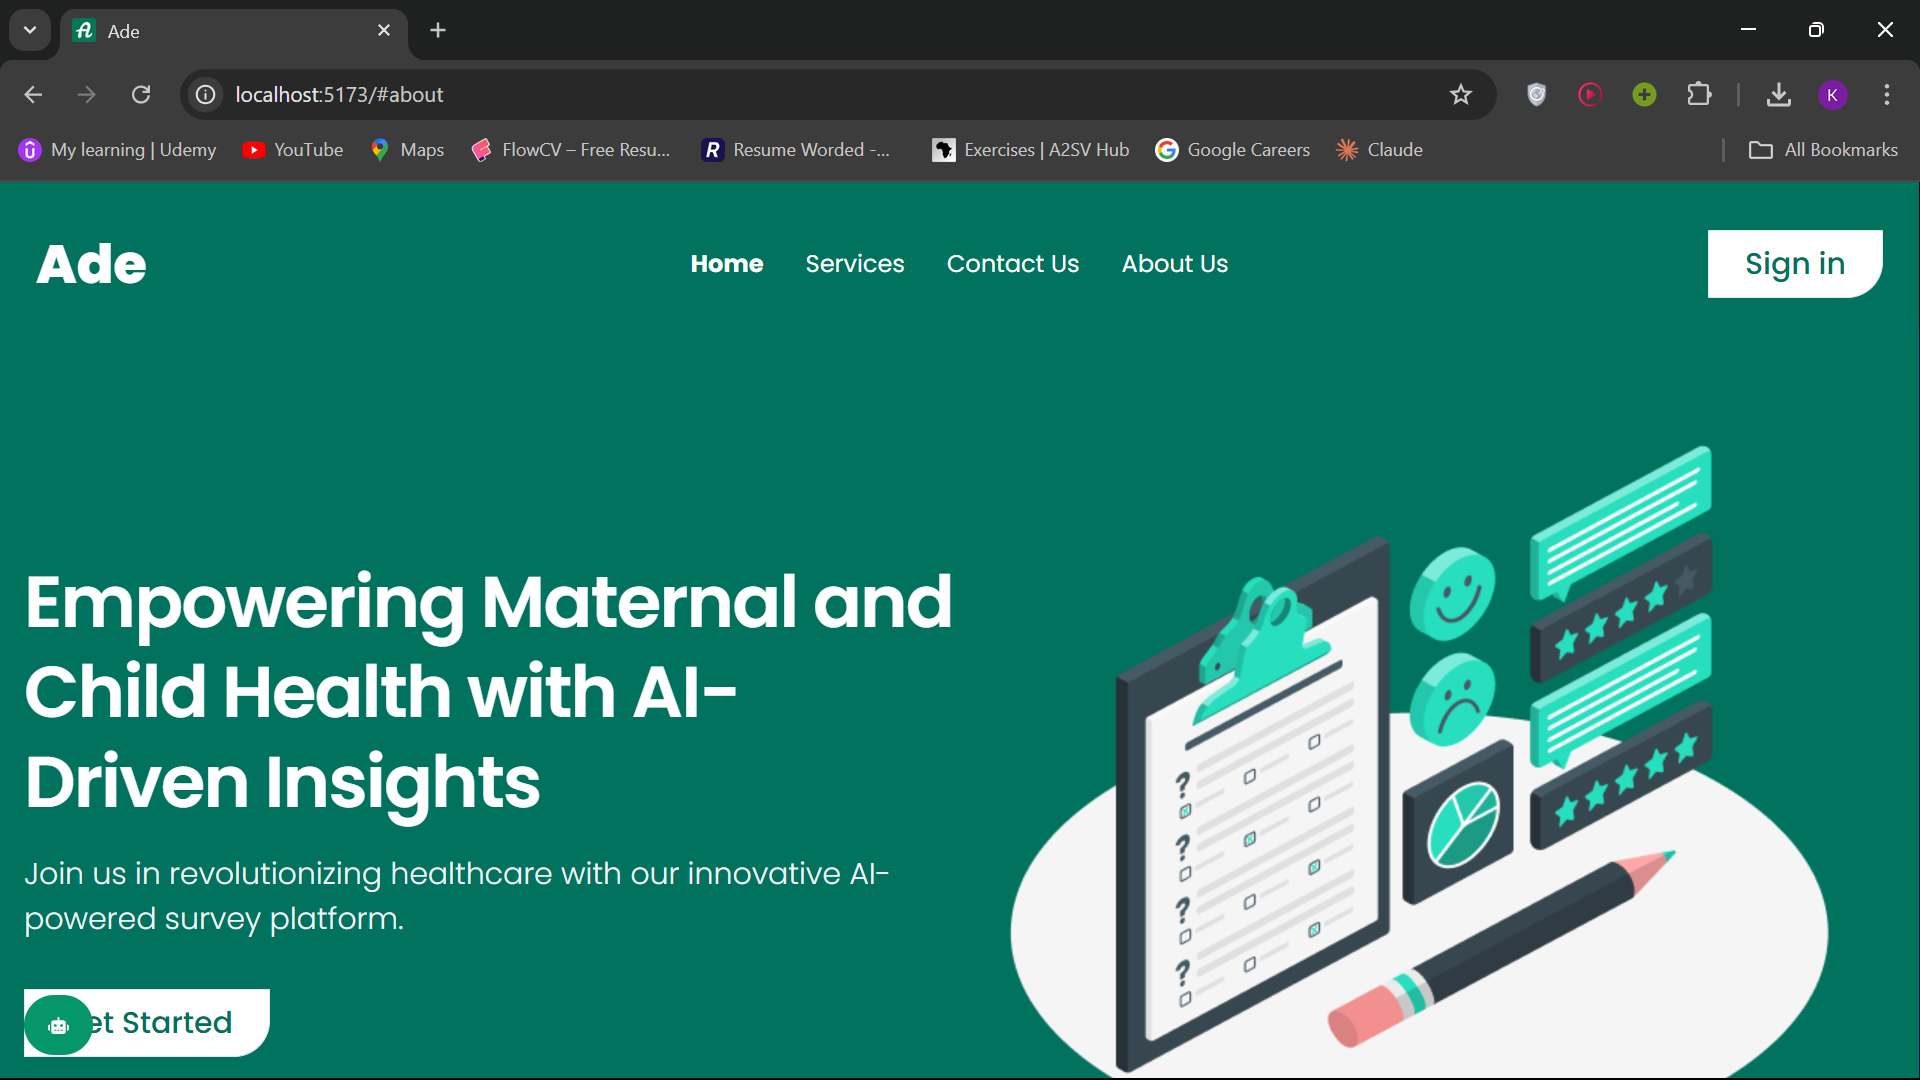 Ade
localhost:5173/#about
K
My learning | Udemy
YouTube
Maps
FlowCV – Free Resu...
R
Resume Worded -...
Exercises | A2SV Hub
Google Careers
Claude
All Bookmarks
Ade
Home
Services
Contact Us
About Us
Sign in
Empowering Maternal and
Child Health with AI-
Driven Insights
Join us in revolutionizing healthcare with our innovative AI-
powered survey platform.
et Started
?
?
?
?